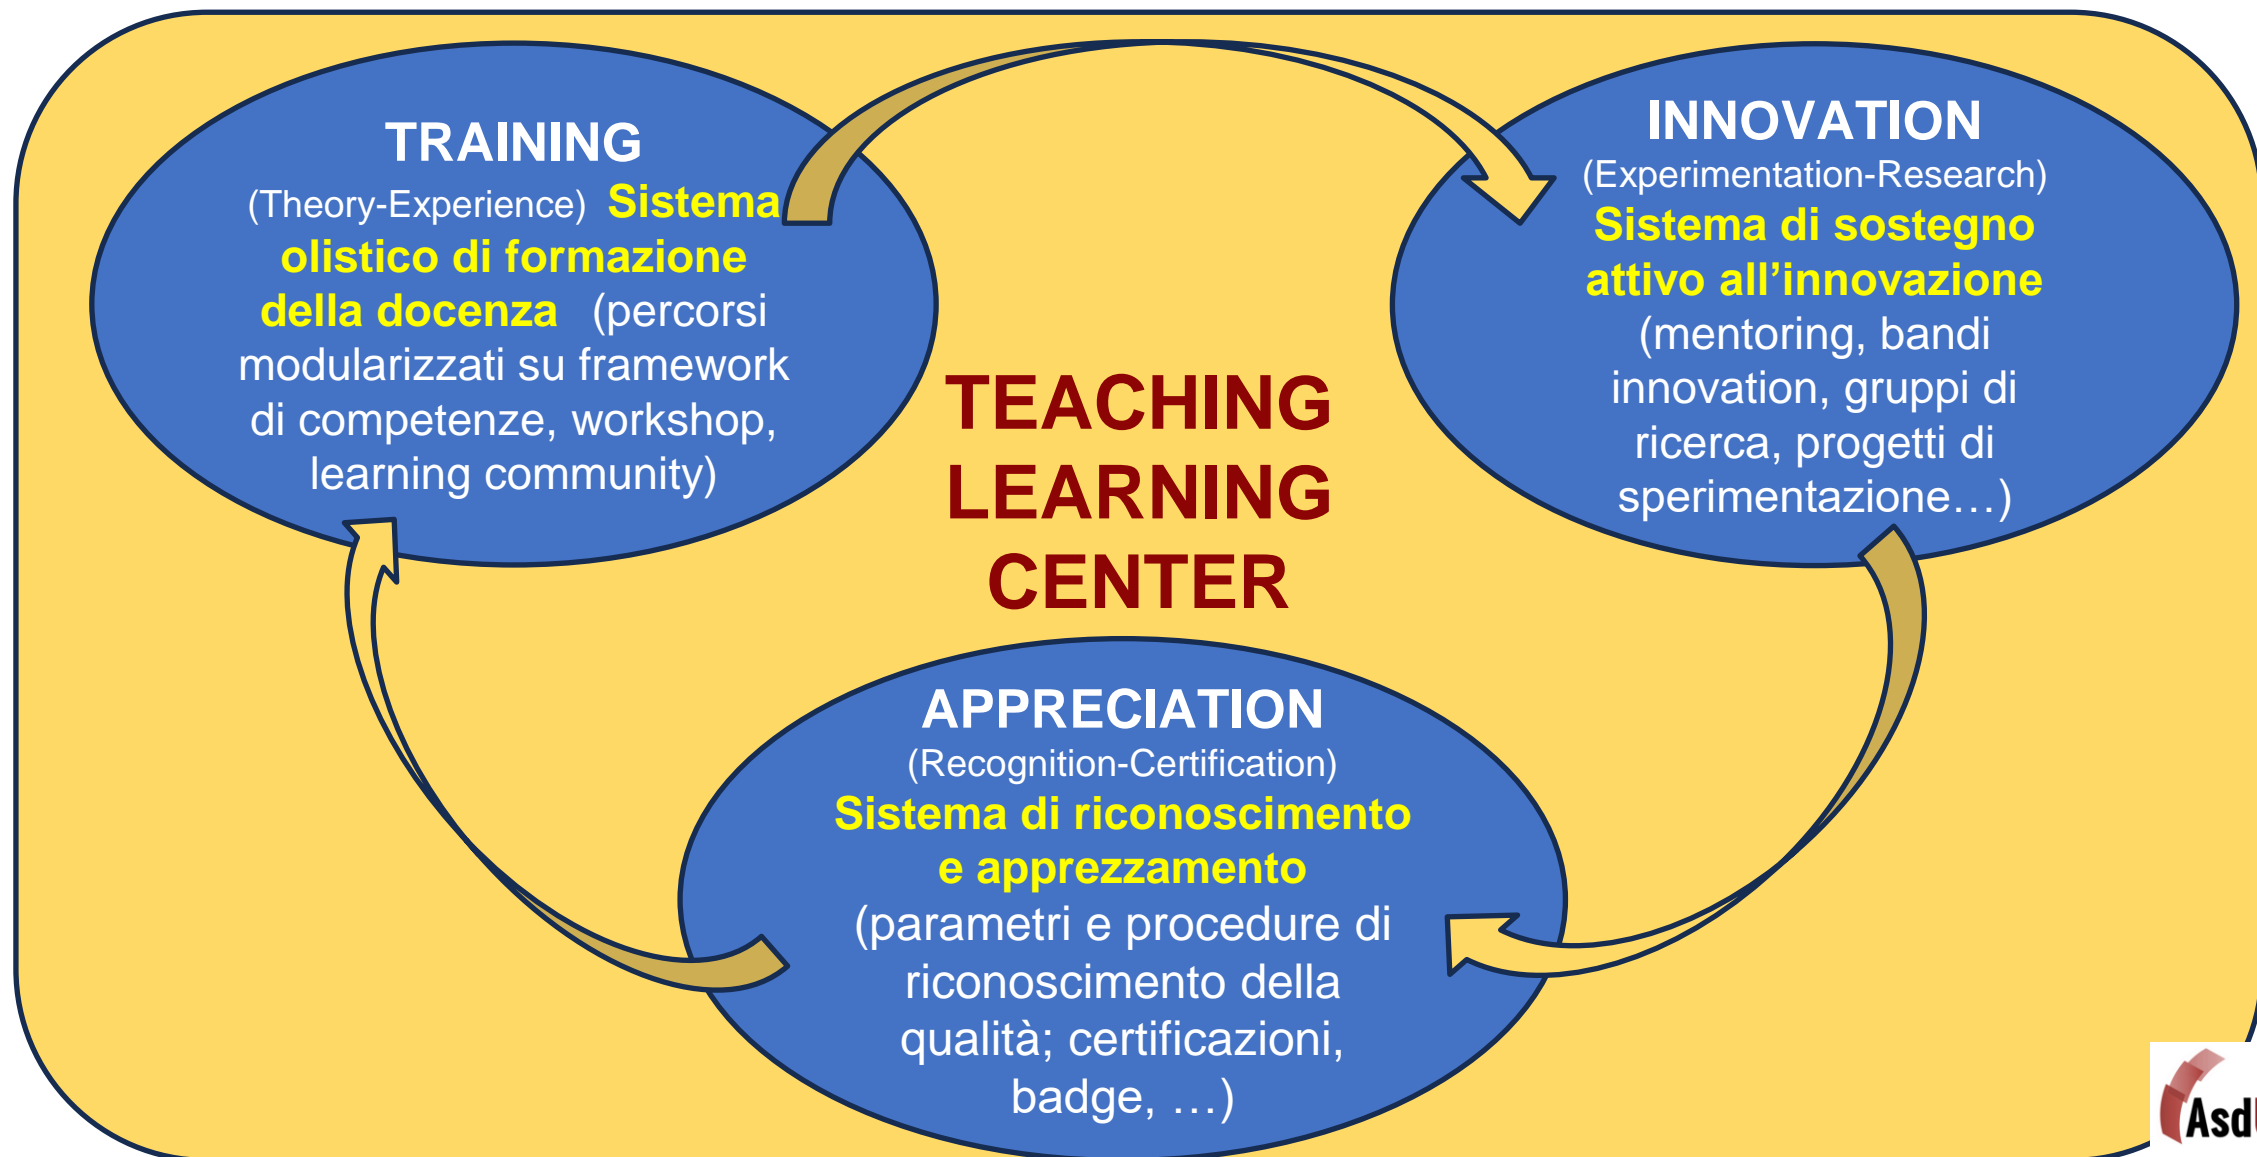 TRAINING
(Theory-Experience) Sistema
olistico di formazione
della docenza (percorsi
modularizzati su framework
di competenze, workshop,
learning community)
INNOVATION
(Experimentation-Research)
Sistema di sostegno
attivo all’innovazione
(mentoring, bandi
innovation, gruppi di
ricerca, progetti di
sperimentazione…)
TEACHING
LEARNING
CENTER
APPRECIATION
(Recognition-Certification)
Sistema di riconoscimento
e apprezzamento
(parametri e procedure di
riconoscimento della
qualità; certificazioni,
badge, …)
Asd